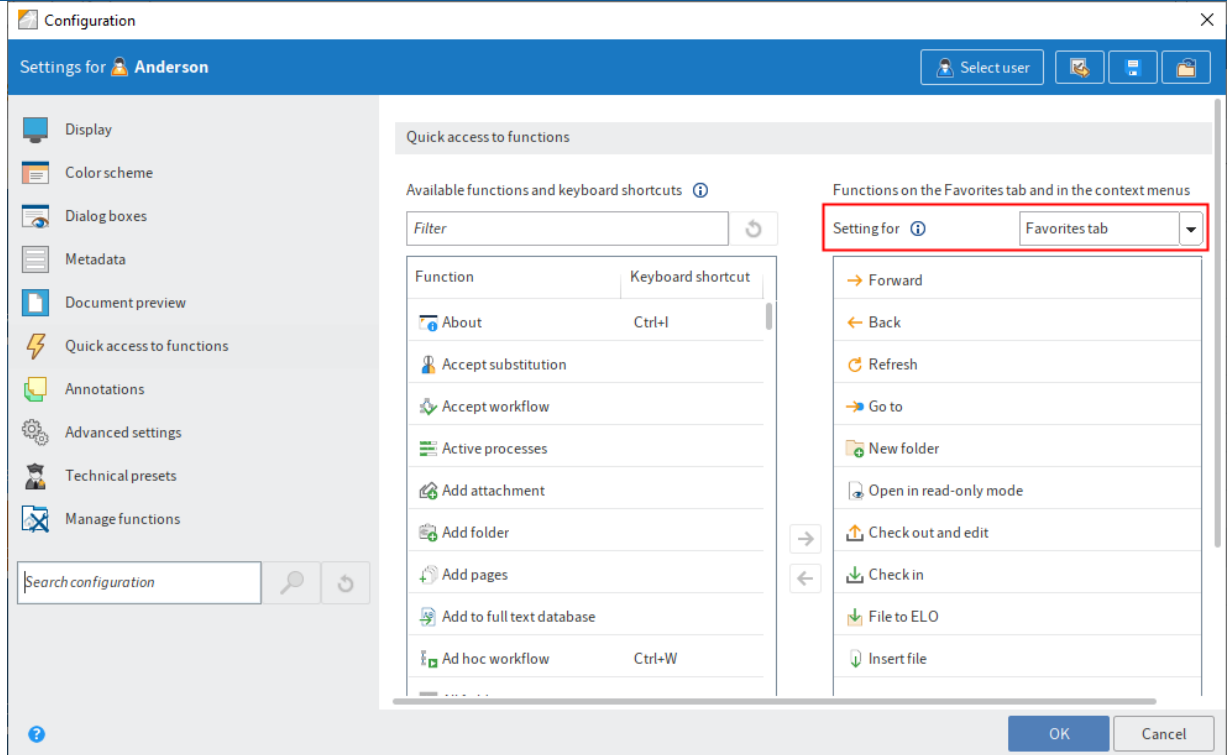 Configuration
Settings for Anderson
Select user
Display
Color scheme
Dialog boxes
Metadata
Document preview
Quick access to functions
Annotations
Advanced settings
Technical presets
Manage functions
Search configuration
Quick access to functions
Available functions and keyboard shortcuts
Filter
Function Keyboard shortcut
About Ctrl+I
Accept substitution
Accept workflow
Active processes
Add attachment
Add folder
Add pages
Add to full text database
Ad hoc workflow Ctrl+W
Functions on the Favorites tab and in the context menus
Setting for Favorites tab
Forward
Back
Refresh
Go to
New folder
Open in read-only mode
Check out and edit
Check in
File to ELO
Insert file
OK Cancel